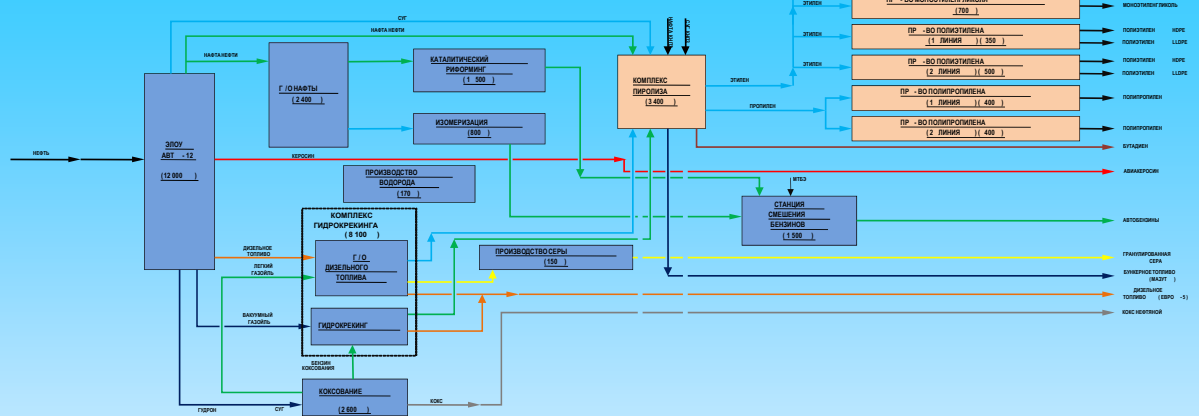 ПР - ВО МОНОЭТИЛЕНГЛИКОЛЯ
(700 )
ЭТИЛЕН
МОНОЭТИЛЕНГЛИКОЛЬ
СУГ
НАФТА НЕФТИ
НАФТА НЕФТИ
ЭТИЛЕН
ПР - ВО ПОЛИЭТИЛЕНА
(1 ЛИНИЯ )( 350 )
ПОЛИЭТИЛЕН HDPE
ПОЛИЭТИЛЕН LLDPE
КАТАЛИТИЧЕСКИЙ
РИФОРМИНГ
(1 500 )
ЭТИЛЕН
ПР - ВО ПОЛИЭТИЛЕНА
(2 ЛИНИЯ )( 500 )
ПОЛИЭТИЛЕН HDPE
ПОЛИЭТИЛЕН LLDPE
Г /О НАФТЫ
(2 400 )
КОМПЛЕКС
ПИРОЛИЗА
(3 400 )
ЭТИЛЕН
ПРОПИЛЕН
ПР - ВО ПОЛИПРОПИЛЕНА
(1 ЛИНИЯ )( 400 )
ПОЛИПРОПИЛЕН
ИЗОМЕРИЗАЦИЯ
(800 )
ПР - ВО ПОЛИПРОПИЛЕНА
(2 ЛИНИЯ )( 400 )
ПОЛИПРОПИЛЕН
НЕФТЬ
ЭЛОУ
АВТ - 12
(12 000 )
БУТАДИЕН
КЕРОСИН
АВИАКЕРОСИН
ПРОИЗВОДСТВО
ВОДОРОДА
(170 )
МТБЭ
СТАНЦИЯ
СМЕШЕНИЯ
БЕНЗИНОВ
(1 500 )
АВТОБЕНЗИНЫ
КОМПЛЕКС
ГИДРОКРЕКИНГА
( 8 100 )
ДИЗЕЛЬНОЕ
ТОПЛИВО
ЛЕГКИЙ
ГАЗОЙЛЬ
Г / О
ДИЗЕЛЬНОГО
ТОПЛИВА
ПРОИЗВОДСТВО СЕРЫ
(150 )
ГРАНУЛИРОВАННАЯ
СЕРА
БУНКЕРНОЕ ТОПЛИВО
(МАЗУТ )
ДИЗЕЛЬНОЕ
ТОПЛИВО ( ЕВРО -5 )
ВАКУУМНЫЙ
ГАЗОЙЛЬ
ГИДРОКРЕКИНГ
КОКС НЕФТЯНОЙ
БЕНЗИН
КОКСОВАНИЯ
КОКСОВАНИЕ
(2 600 )
КОКС
ГУДРОН
СУГ